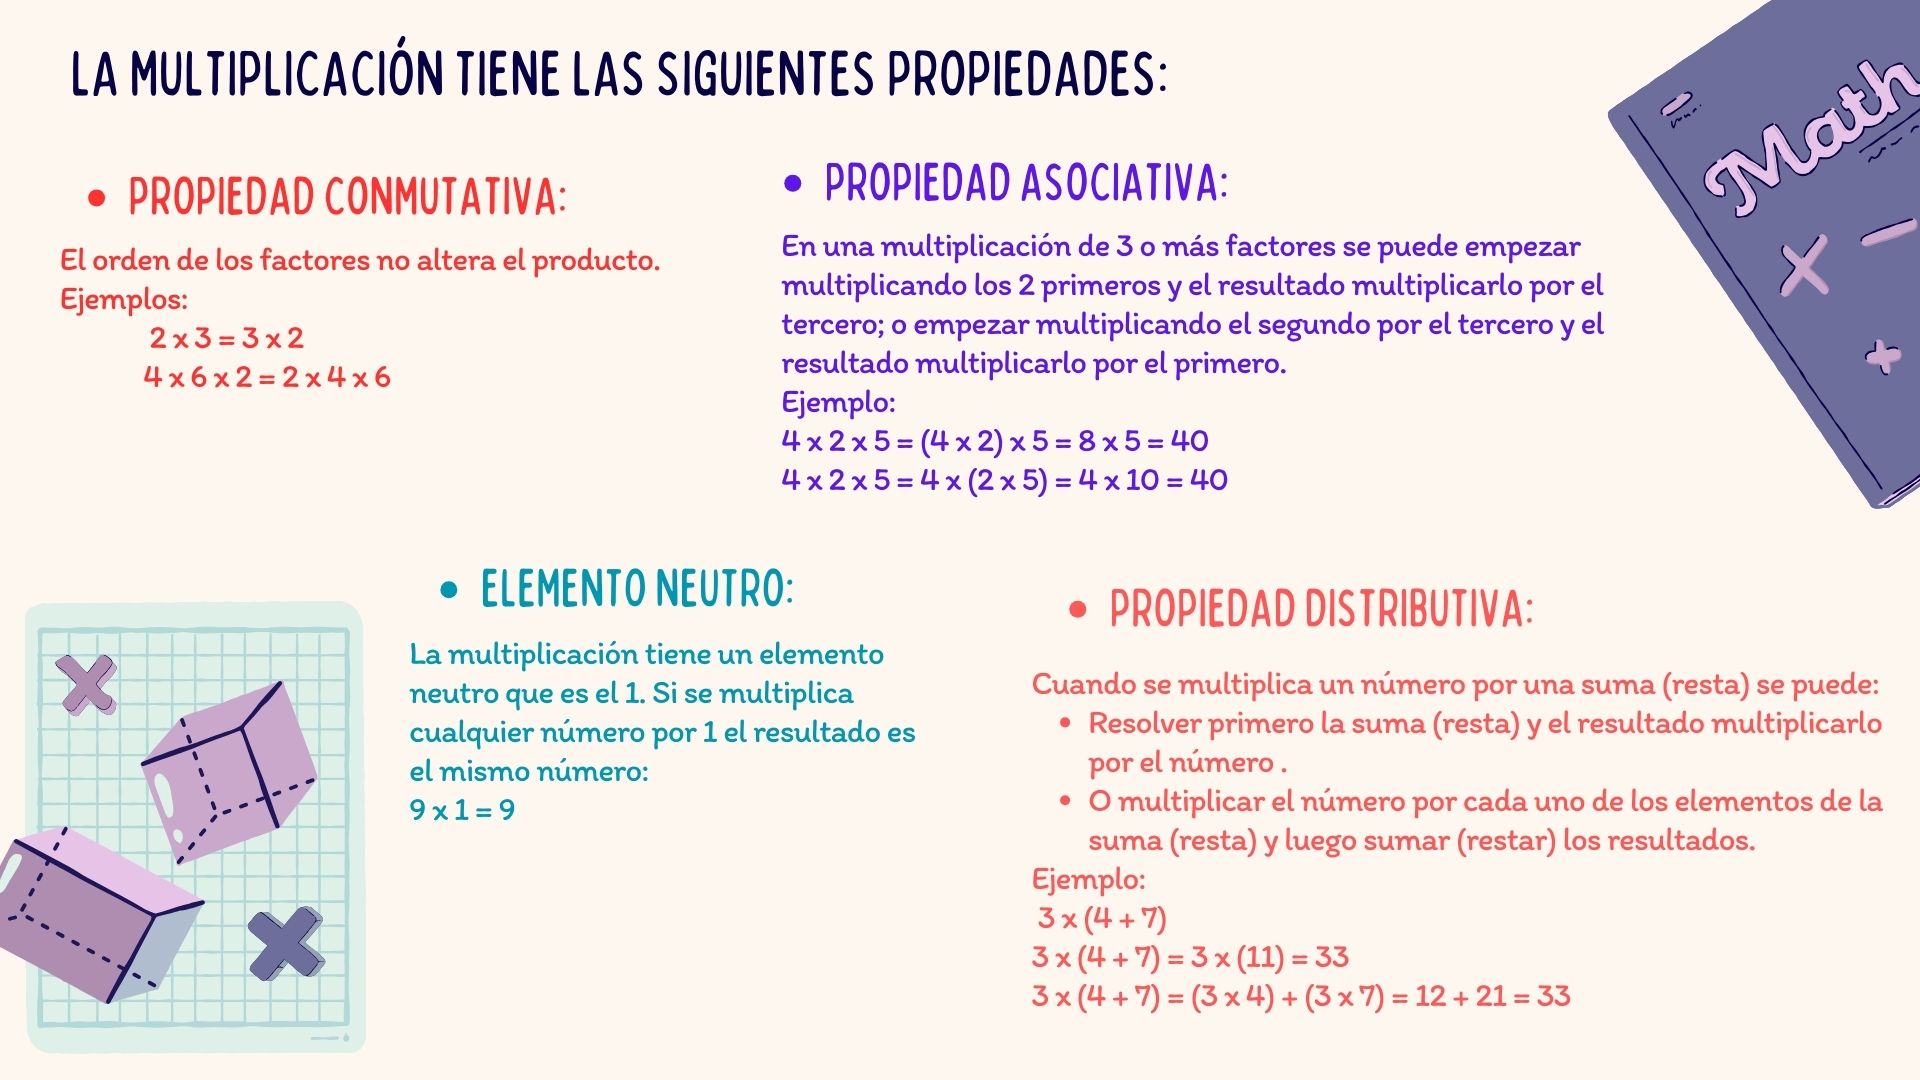 LA MULTIPLICACIÓN TIENE LAS SIGUIENTES PROPIEDADES:
• PROPIEDAD CONMUTATIVA:
El orden de los factores no altera el producto.
Ejemplos:
2 x 3 = 3 x 2
4 x 6 x 2 = 2 x 4 x 6
• PROPIEDAD ASOCIATIVA:
En una multiplicación de 3 o más factores se puede empezar
multiplicando los 2 primeros y el resultado multiplicarlo por el
tercero; o empezar multiplicando el segundo por el tercero y el
resultado multiplicarlo por el primero.
Ejemplo:
4 x 2 x 5 = (4 x 2) x 5 = 8 x 5 = 40
4 x 2 x 5 = 4 x (2 x 5) = 4 x 10 = 40
Math
• ELEMENTO NEUTRO:
La multiplicación tiene un elemento
neutro que es el 1. Si se multiplica
cualquier número por 1 el resultado es
el mismo número:
9 x 1 = 9
• PROPIEDAD DISTRIBUTIVA:
Cuando se multiplica un número por una suma (resta) se puede:
• Resolver primero la suma (resta) y el resultado multiplicarlo
por el número .
• O multiplicar el número por cada uno de los elementos de la
suma (resta) y luego sumar (restar) los resultados.
Ejemplo:
3 x (4 + 7)
3 x (4 + 7) = 3 x (11) = 33
3 x (4 + 7) = (3 x 4) + (3 x 7) = 12 + 21 = 33